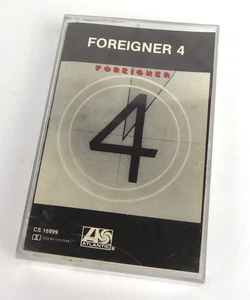 FOREIGNER 4
FOREIGNER
4
CS 16999
DOLBY SYSTEM
ATLANTIC